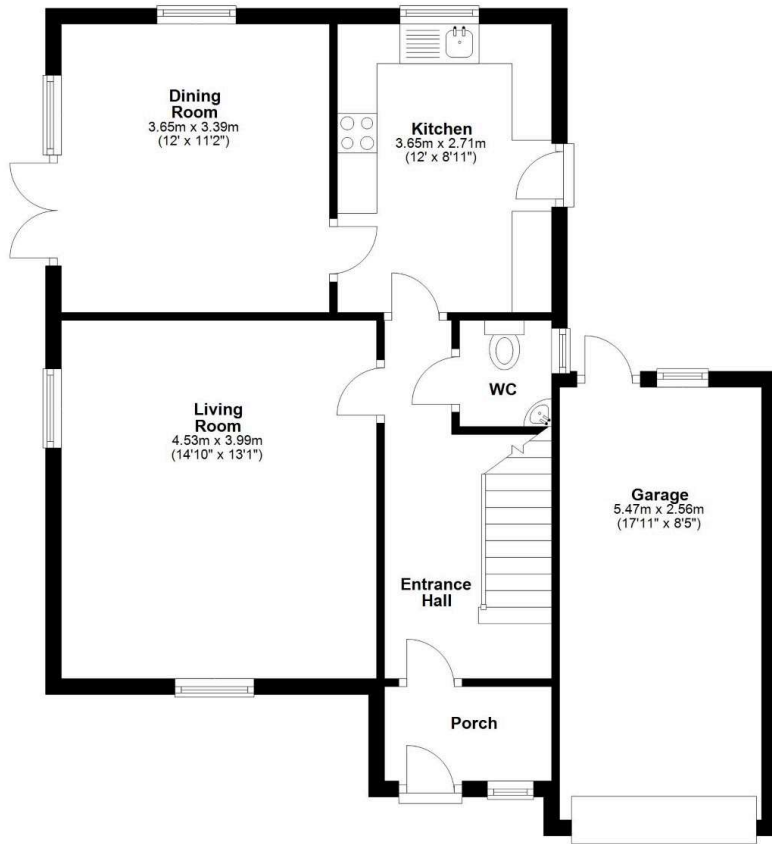 Dining
Room
3.65m x 3.39m
(12' x 11'2")
Kitchen
3.65m x 2.71m
(12' x 8'11")
Living
Room
4.53m x 3.99m
(14'10" x 13'1")
WC
Garage
5.47m x 2.56m
(17'11" x 8'5")
Entrance
Hall
Porch